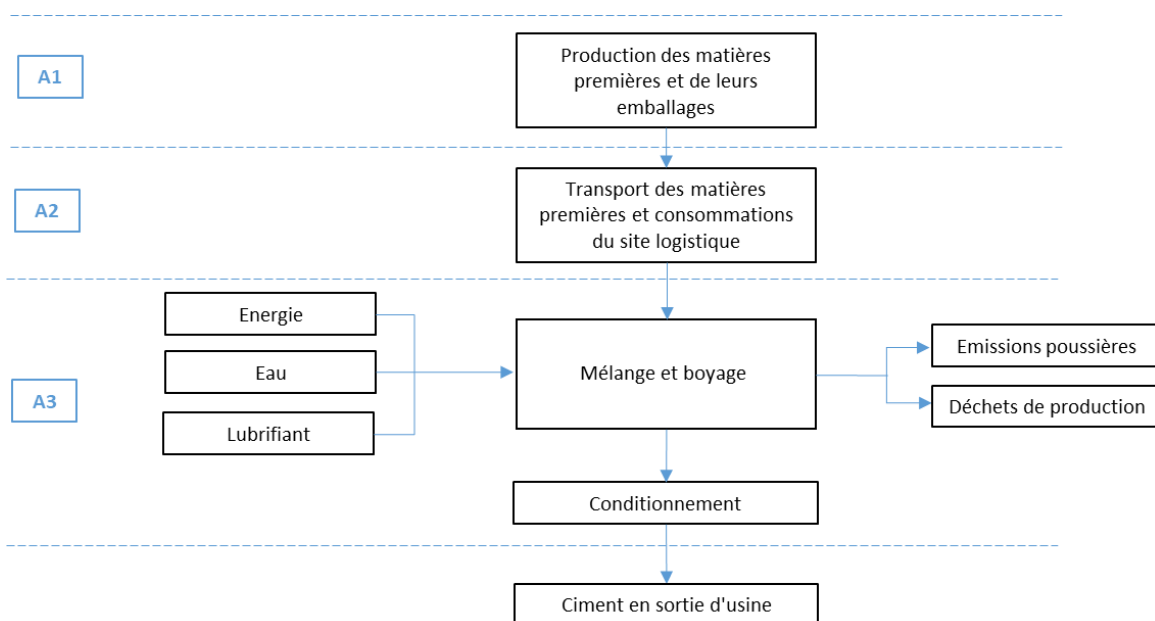 A1
Production des matières
premières et de leurs
emballages
A2
Transport des matières
premières et consommations
du site logistique
A3
Energie
Eau
Lubrifiant
Mélange et boyage
Emissions poussières
Déchets de production
Conditionnement
Ciment en sortie d'usine